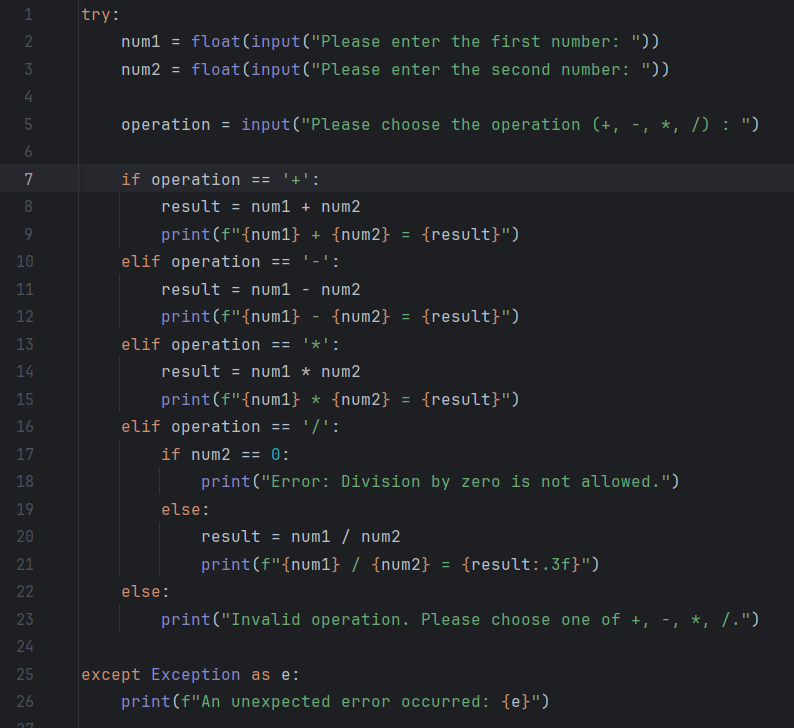 1 try:
2     num1 = float(input("Please enter the first number: "))
3     num2 = float(input("Please enter the second number: "))
4
5     operation = input("Please choose the operation (+, -, *, /) : ")
6
7     if operation == '+':
8         result = num1 + num2
9         print(f"{num1} + {num2} = {result}")
10     elif operation == '-':
11         result = num1 - num2
12         print(f"{num1} - {num2} = {result}")
13     elif operation == '*':
14         result = num1 * num2
15         print(f"{num1} * {num2} = {result}")
16     elif operation == '/':
17         if num2 == 0:
18             print("Error: Division by zero is not allowed.")
19         else:
20             result = num1 / num2
21             print(f"{num1} / {num2} = {result:.3f}")
22     else:
23         print("Invalid operation. Please choose one of +, -, *, /.")
24
25 except Exception as e:
26     print(f"An unexpected error occurred: {e}")
27